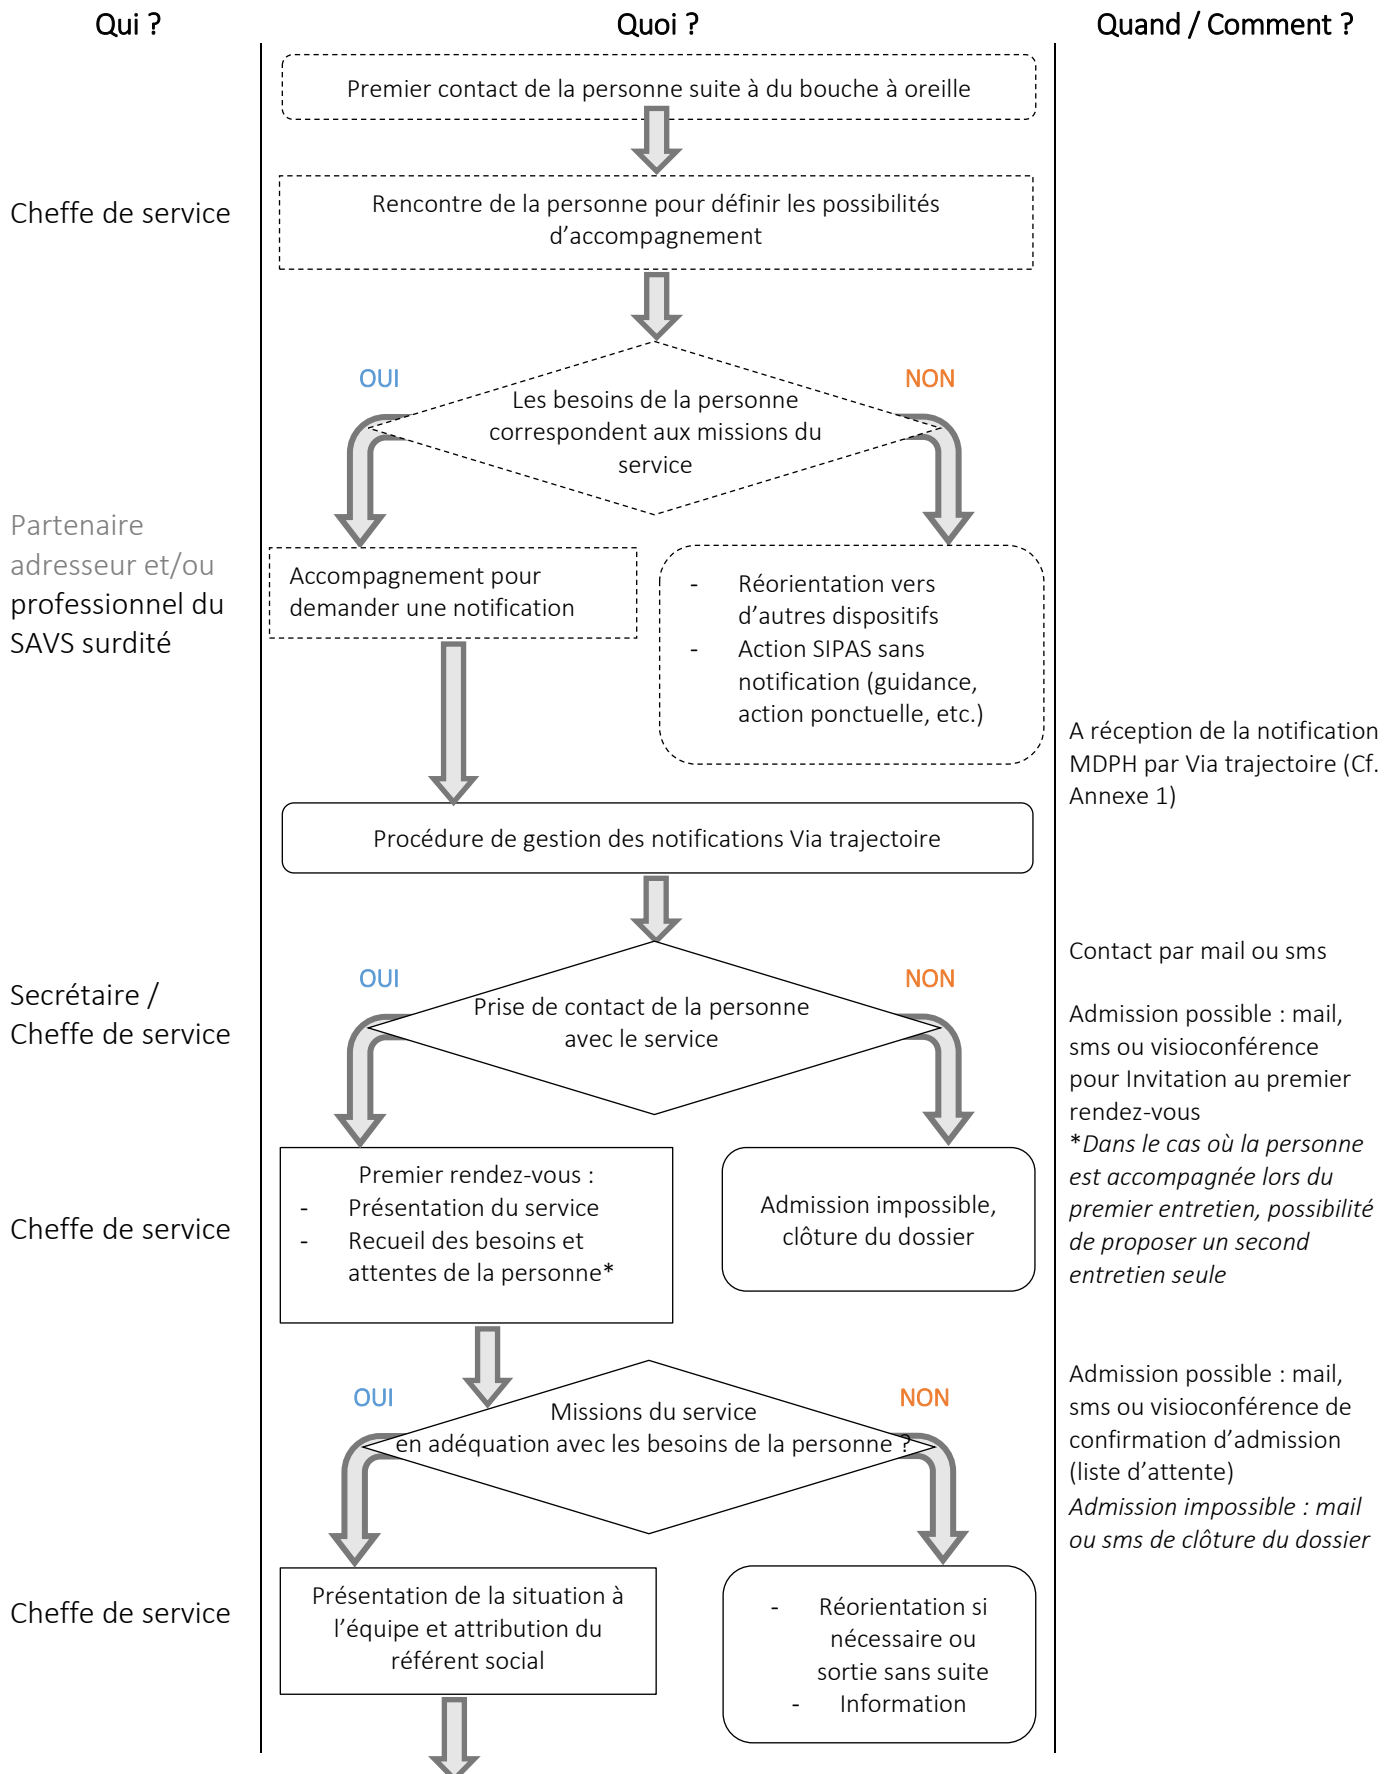 Qui ?
Quoi ?
Quand / Comment ?
Premier contact de la personne suite à du bouche à oreille
Cheffe de service
Rencontre de la personne pour définir les possibilités
d’accompagnement
OUI
NON
Les besoins de la personne
correspondent aux missions du
service
Partenaire
adresseur et/ou
professionnel du
SAVS surdité
Accompagnement pour
demander une notification
- Réorientation vers
d’autres dispositifs
- Action SIPAS sans
notification (guidance,
action ponctuelle, etc.)
A réception de la notification
MDPH par Via trajectoire (Cf.
Annexe 1)
Procédure de gestion des notifications Via trajectoire
Secrétaire /
Cheffe de service
OUI
NON
Prise de contact de la personne
avec le service
Contact par mail ou sms
Admission possible : mail,
sms ou visioconférence
pour Invitation au premier
rendez-vous
*Dans le cas où la personne
est accompagnée lors du
premier entretien, possibilité
de proposer un second
entretien seule
Cheffe de service
Premier rendez-vous :
- Présentation du service
- Recueil des besoins et
attentes de la personne*
Admission impossible,
clôture du dossier
OUI
NON
Missions du service
en adéquation avec les besoins de la personne ?
Admission possible : mail,
sms ou visioconférence de
confirmation d’admission
(liste d’attente)
Admission impossible : mail
ou sms de clôture du dossier
Cheffe de service
Présentation de la situation à
l’équipe et attribution du
référent social
- Réorientation si
nécessaire ou
sortie sans suite
- Information